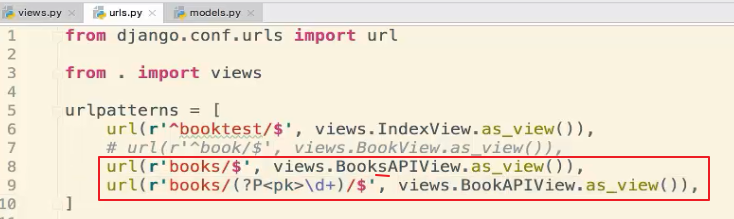 views.py × urls.py × models.py ×
1 from django.conf.urls import url
2
3 from . import views
4
5 urlpatterns = [
6 url(r'^booktest/$', views.IndexView.as_view()),
7 # url(r'^book/$', views.BookView.as_view()),
8 url(r'books/$', views.BooksAPIView.as_view()),
9 url(r'books/(?P<pk>\d+)/$', views.BookAPIView.as_view()),
10 ]